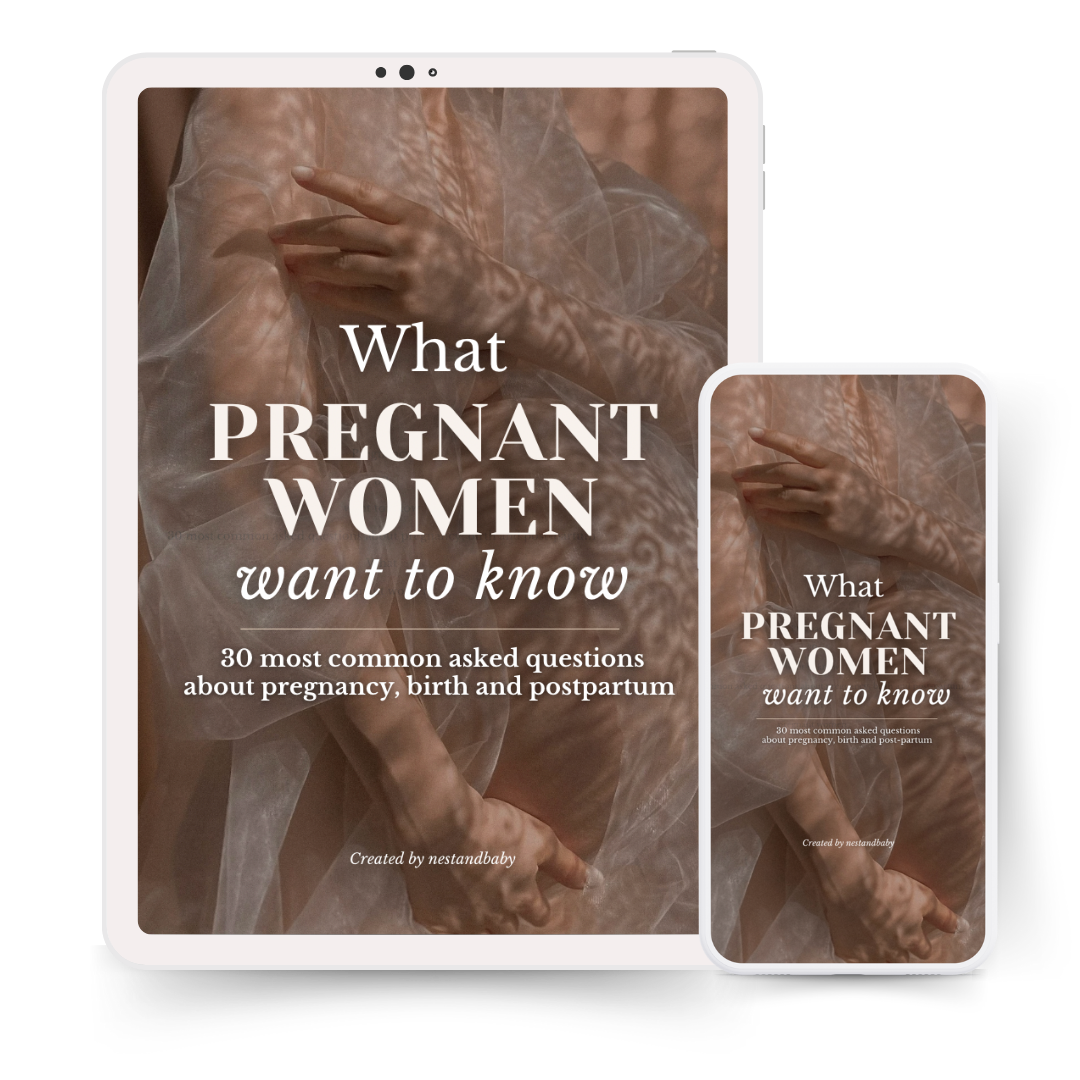 What
PREGNANT
WOMEN
want to know
30 most common asked questions
about pregnancy, birth and postpartum
Created by nestandbaby
What
PREGNANT
WOMEN
want to know
30 most common asked questions
about pregnancy, birth and post-partum
Created by nestandbaby